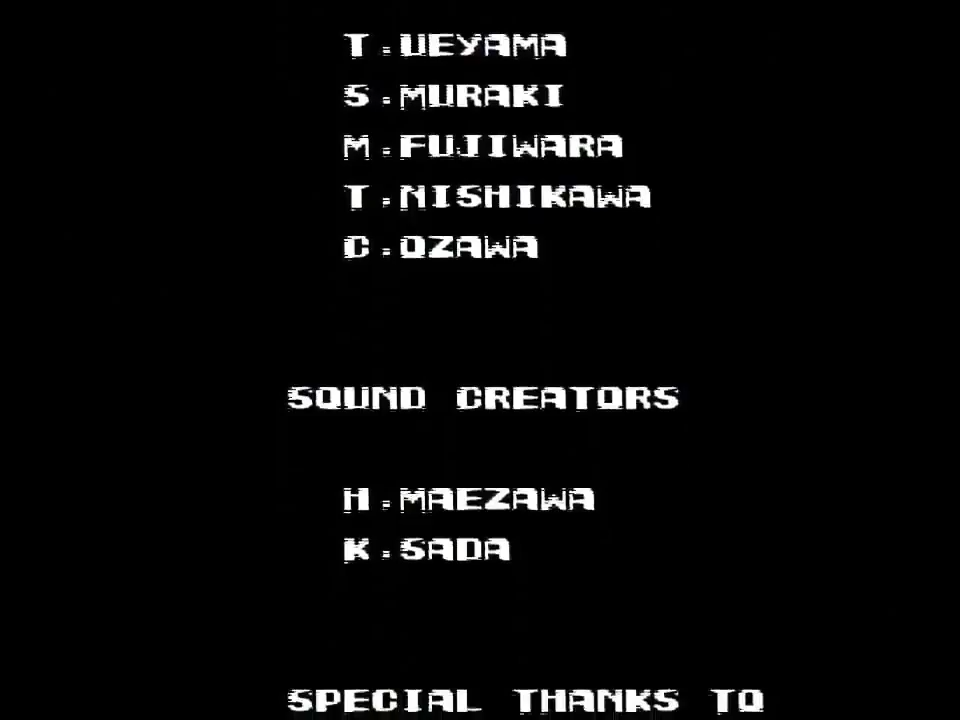 T.UEYAMA
S.MURAKI
M.FUJIWARA
T.NISHIKAWA
C.OZAWA
SOUND CREATORS
H.MAEZAWA
K.SADA
SPECIAL THANKS TO